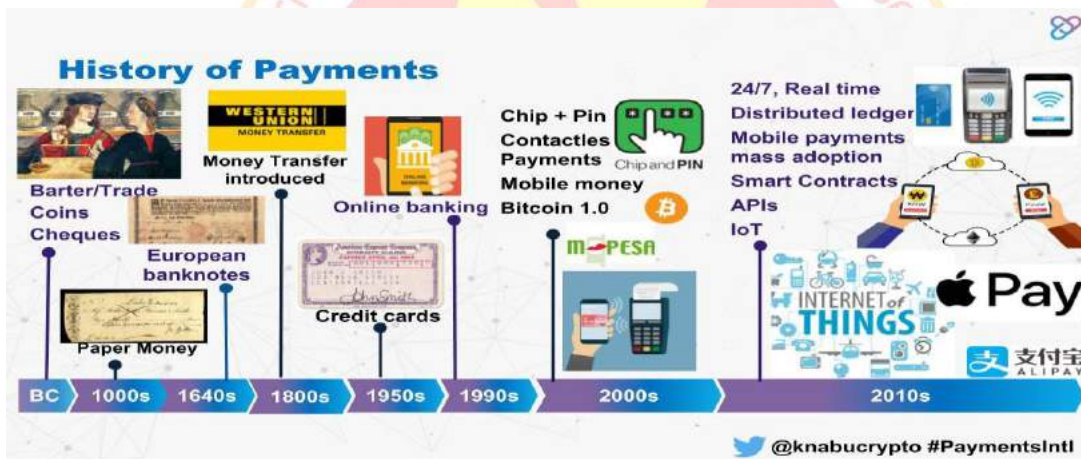 History of Payments
WESTERN
UNION
MONEY TRANSFER
Money Transfer
introduced
Barter/Trade
Coins
Cheques
European
banknotes
Paper Money
ONLINE
BANKING
Online banking
Credit cards
Chip + Pin
Contactles
Payments
Mobile money
Bitcoin 1.0
Chip and PIN
M-PESA
24/7, Real time
Distributed ledger
Mobile payments
mass adoption
Smart Contracts
APIs
IoT
INTERNET of
THINGS
Pay
支付宝
ALIPAY
BC
1000s
1640s
1800s
1950s
1990s
2000s
2010s
@knabucrypto #PaymentsIntl